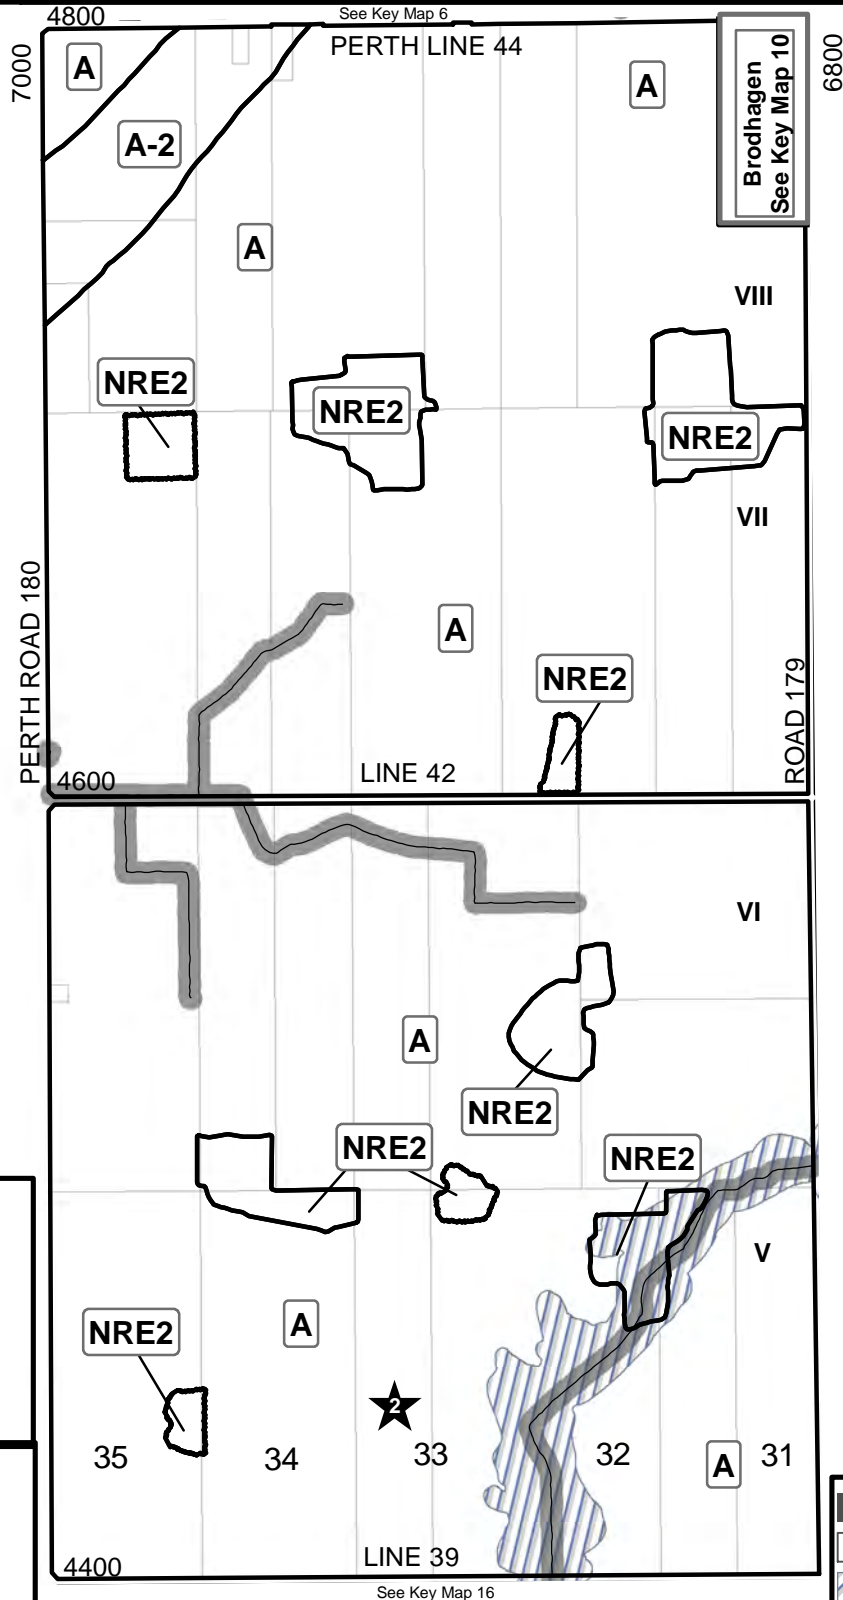 4800
See Key Map 6
7000
PERTH LINE 44
6800
A
A
Brodhagen
See Key Map 10
A-2
A
VIII
NRE2
NRE2
NRE2
VII
PERTH ROAD 180
A
NRE2
ROAD 179
4600
LINE 42
VI
A
NRE2
NRE2
NRE2
V
NRE2
A
2
35
34
33
32
A
31
4400
LINE 39
See Key Map 16